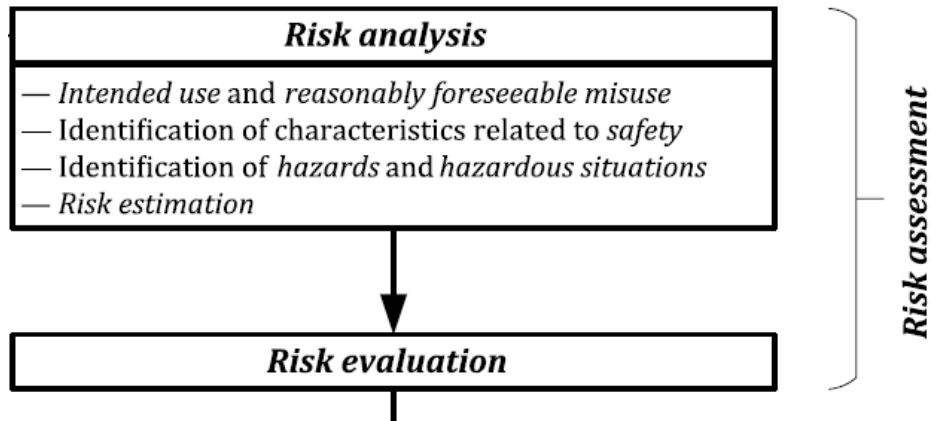 Risk analysis
— Intended use and reasonably foreseeable misuse
— Identification of characteristics related to safety
— Identification of hazards and hazardous situations
— Risk estimation
Risk evaluation
Risk assessment